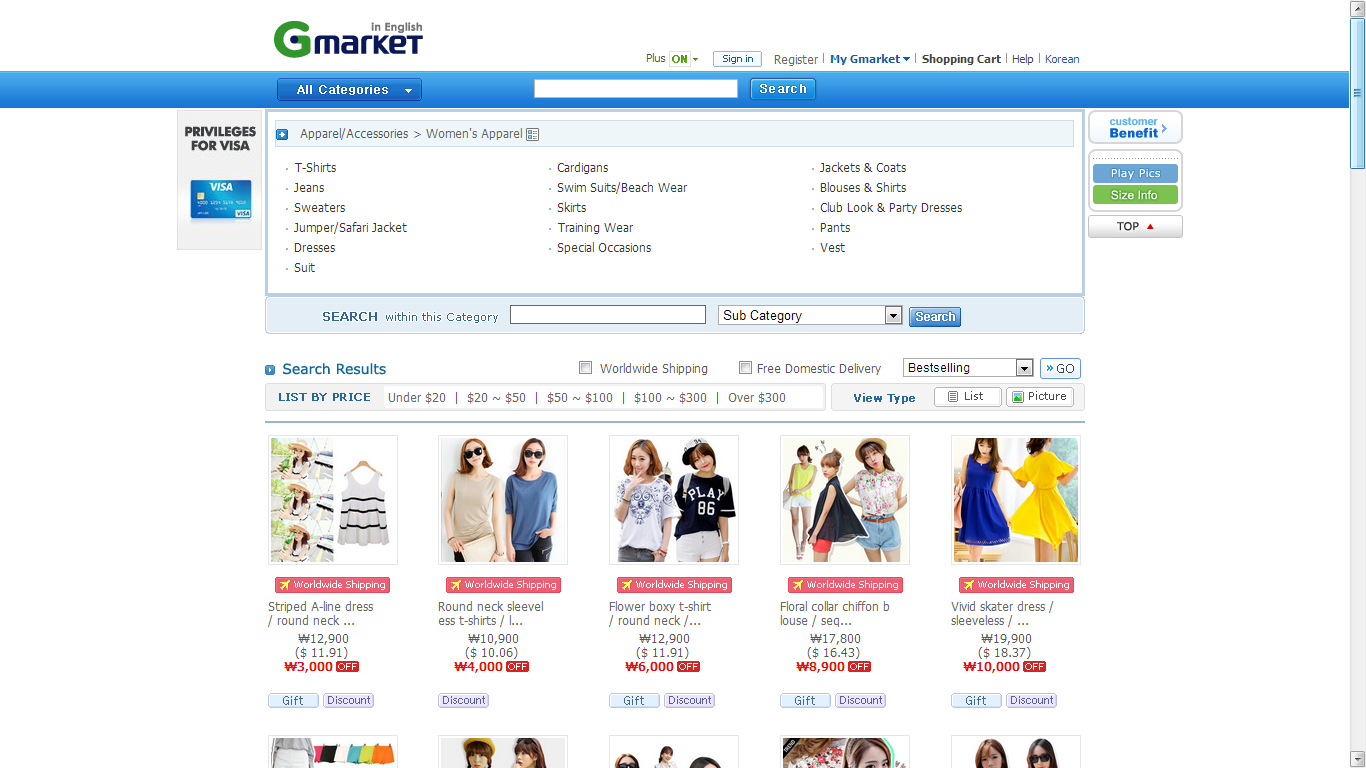 in English
Gmarket
Plus ON Sign in Register My Gmarket Shopping Cart Help Korean
All Categories Search
PRIVILEGES
FOR VISA
VISA
VISA
customer
Benefit
Play Pics
Size Info
TOP
Apparel/Accessories > Women's Apparel
T-Shirts Cardigans Jackets & Coats
Jeans Swim Suits/Beach Wear Blouses & Shirts
Sweaters Skirts Club Look & Party Dresses
Jumper/Safari Jacket Training Wear Pants
Dresses Special Occasions Vest
Suit
SEARCH within this Category Sub Category Search
Search Results Worldwide Shipping Free Domestic Delivery Bestselling » GO
LIST BY PRICE Under $20 | $20 ~ $50 | $50 ~ $100 | $100 ~ $300 | Over $300 View Type List Picture
PLAY
86
Worldwide Shipping Worldwide Shipping Worldwide Shipping Worldwide Shipping Worldwide Shipping
Striped A-line dress Round neck sleevel Flower boxy t-shirt Floral collar chiffon b Vivid skater dress /
/ round neck ... ess t-shirts / l... / round neck /... louse / seq... sleeveless / ...
₩12,900 ₩10,900 ₩12,900 ₩17,800 ₩19,900
($ 11.91) ($ 10.06) ($ 11.91) ($ 16.43) ($ 18.37)
₩3,000 OFF ₩4,000 OFF ₩6,000 OFF ₩8,900 OFF ₩10,000 OFF
Gift Discount Discount Gift Discount Gift Discount Gift Discount
TREND